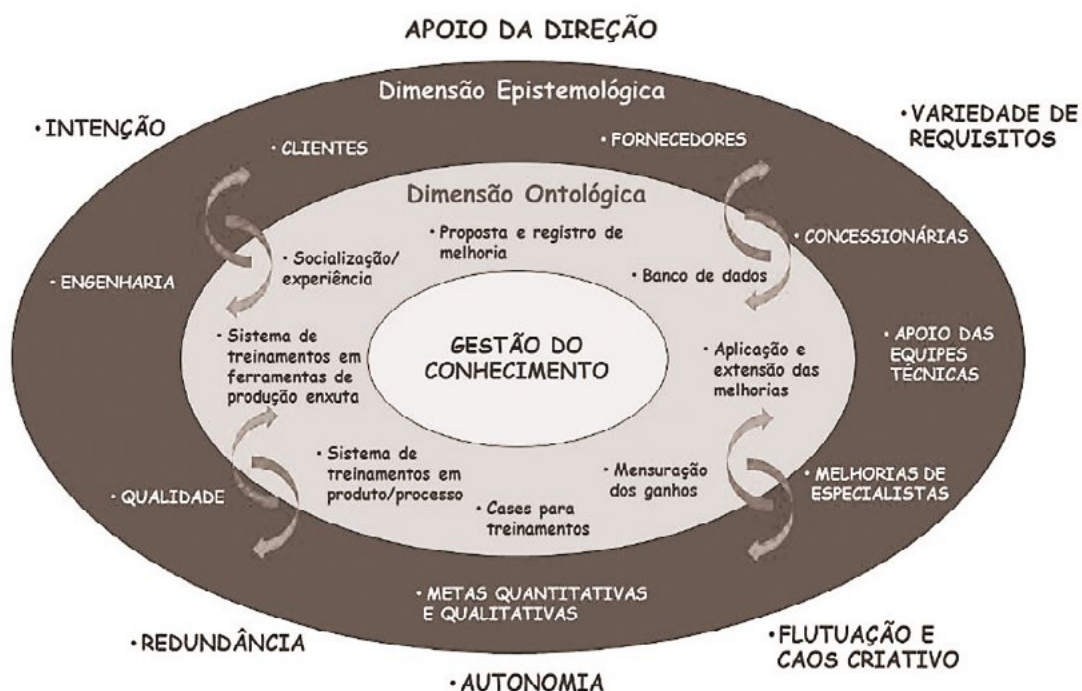 APOIO DA DIREÇÃO
Dimensão Epistemológica
• INTENÇÃO
• VARIEDADE DE
REQUISITOS
• CLIENTES
• FORNECEDORES
Dimensão Ontológica
• Proposta e registro de
melhoria
• CONCESSIONÁRIAS
• Socialização/
experiência
• Banco de dados
• ENGENHARIA
• Sistema de
treinamentos em
ferramentas de
produção enxuta
GESTÃO DO
CONHECIMENTO
• Aplicação e
extensão das
melhorias
• APOIO DAS
EQUIPES
TÉCNICAS
• Sistema de
treinamentos em
produto/processo
• Mensuração
dos ganhos
• MELHORIAS DE
ESPECIALISTAS
• QUALIDADE
• Cases para
treinamentos
• METAS QUANTITATIVAS
E QUALITATIVAS
• REDUNDÂNCIA
• FLUTUAÇÃO E
CAOS CRIATIVO
• AUTONOMIA